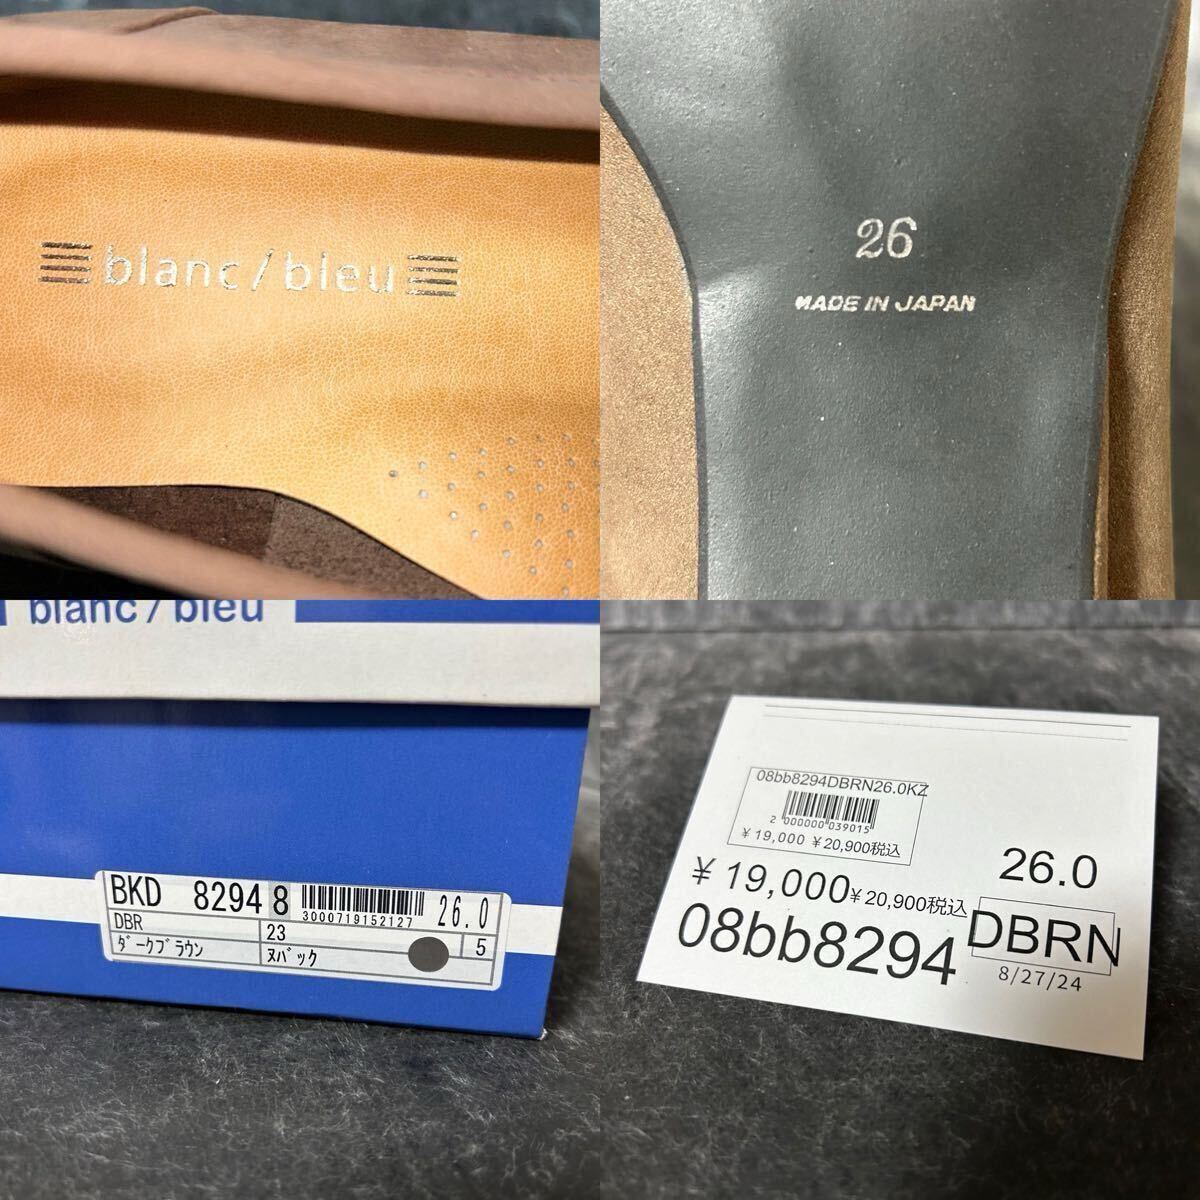 blanc/bleu
26
MADE IN JAPAN
blanc/bleu
BKD 8294 8 3000719152127 26.0
DBR 23 5
ダークブラウン ヌバック
08bb8294DBRN26.0KZ
2 000000 039015
¥19,000 ¥20,900税込
¥19,000 ¥20,900税込
26.0
08bb8294
DBRN
8/27/24